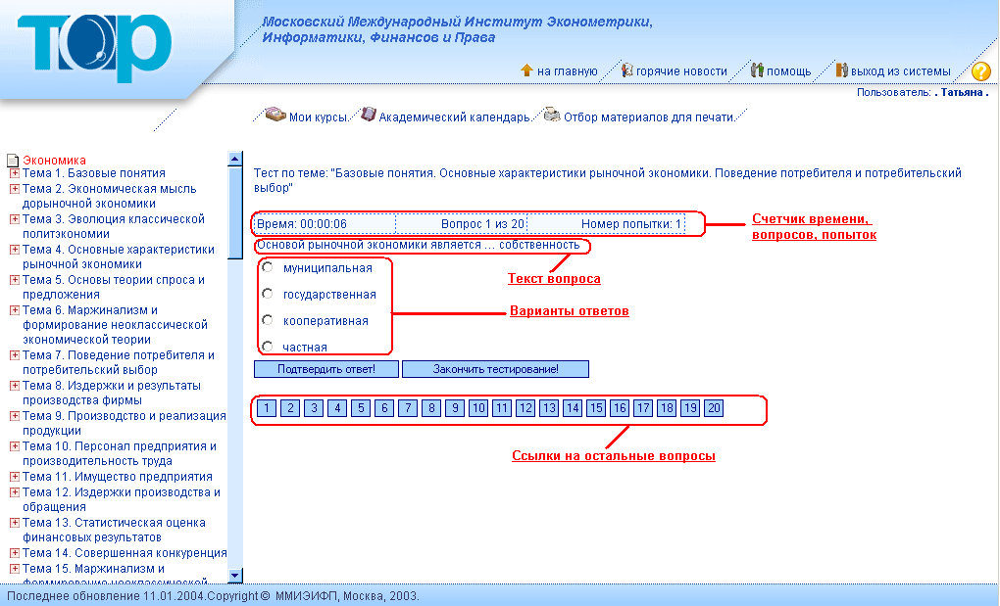 тар
Московский Международный Институт Эконометрики,
Информатики, Финансов и Права
на главную горячие новости помощь выход из системы ?
Пользователь: . Татьяна .
Мои курсы. Академический календарь. Отбор материалов для печати.
Экономика
Тема 1. Базовые понятия
Тема 2. Экономическая мысль
дорыночной экономики
Тема 3. Эволюция классической
политэкономии
Тема 4. Основные характеристики
рыночной экономики
Тема 5. Основы теории спроса и
предложения
Тема 6. Маржинализм и
формирование неоклассической
экономической теории
Тема 7. Поведение потребителя и
потребительский выбор
Тема 8. Издержки и результаты
производства фирмы
Тема 9. Производство и реализация
продукции
Тема 10. Персонал предприятия и
производительность труда
Тема 11. Имущество предприятия
Тема 12. Издержки производства и
обращения
Тема 13. Статистическая оценка
финансовых результатов
Тема 14. Совершенная конкуренция
Тема 15. Маржинализм и
формирование неоклассической
Тест по теме: "Базовые понятия. Основные характеристики рыночной экономики. Поведение потребителя и потребительский
выбор"
Время: 00:00:06 Вопрос 1 из 20 Номер попытки: 1
Счетчик времени,
вопросов, попыток
Основой рыночной экономики является ... собственность
Текст вопроса
муниципальная
государственная
кооперативная
частная
Варианты ответов
Подтвердить ответ! Закончить тестирование!
1 2 3 4 5 6 7 8 9 10 11 12 13 14 15 16 17 18 19 20
Ссылки на остальные вопросы
Последнее обновление 11.01.2004.Copyright © ММИЭИФП, Москва, 2003.